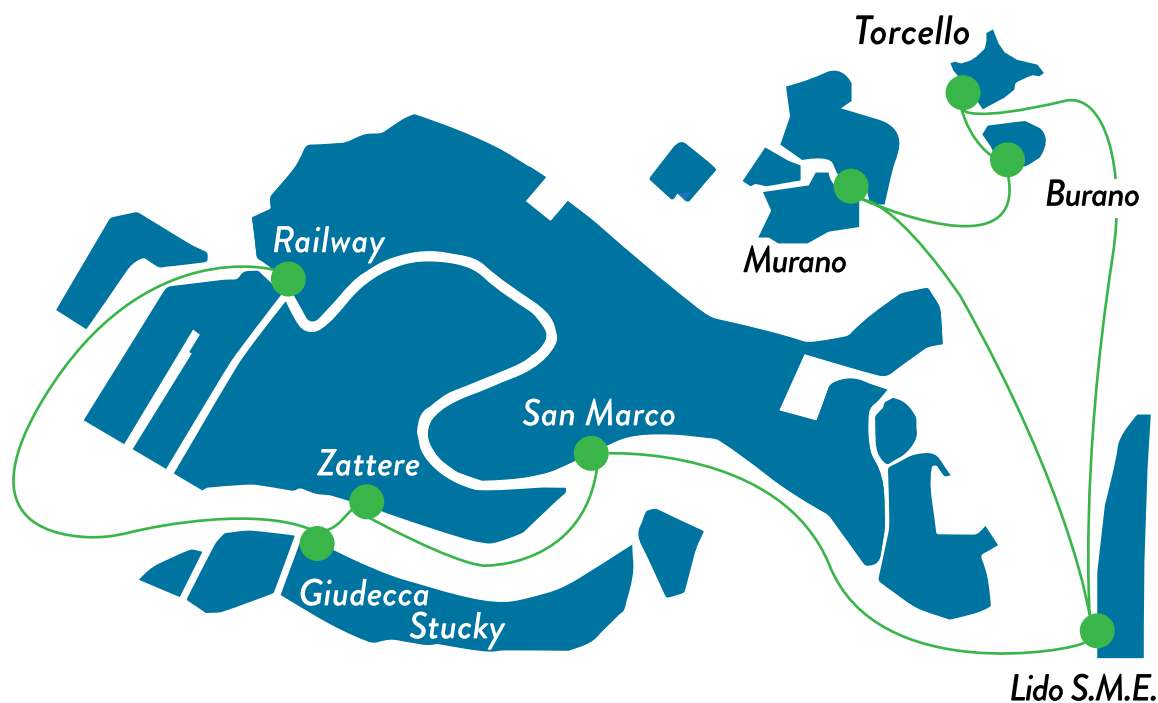 Torcello
Burano
Railway
Murano
San Marco
Zattere
Giudecca
Stucky
Lido S.M.E.